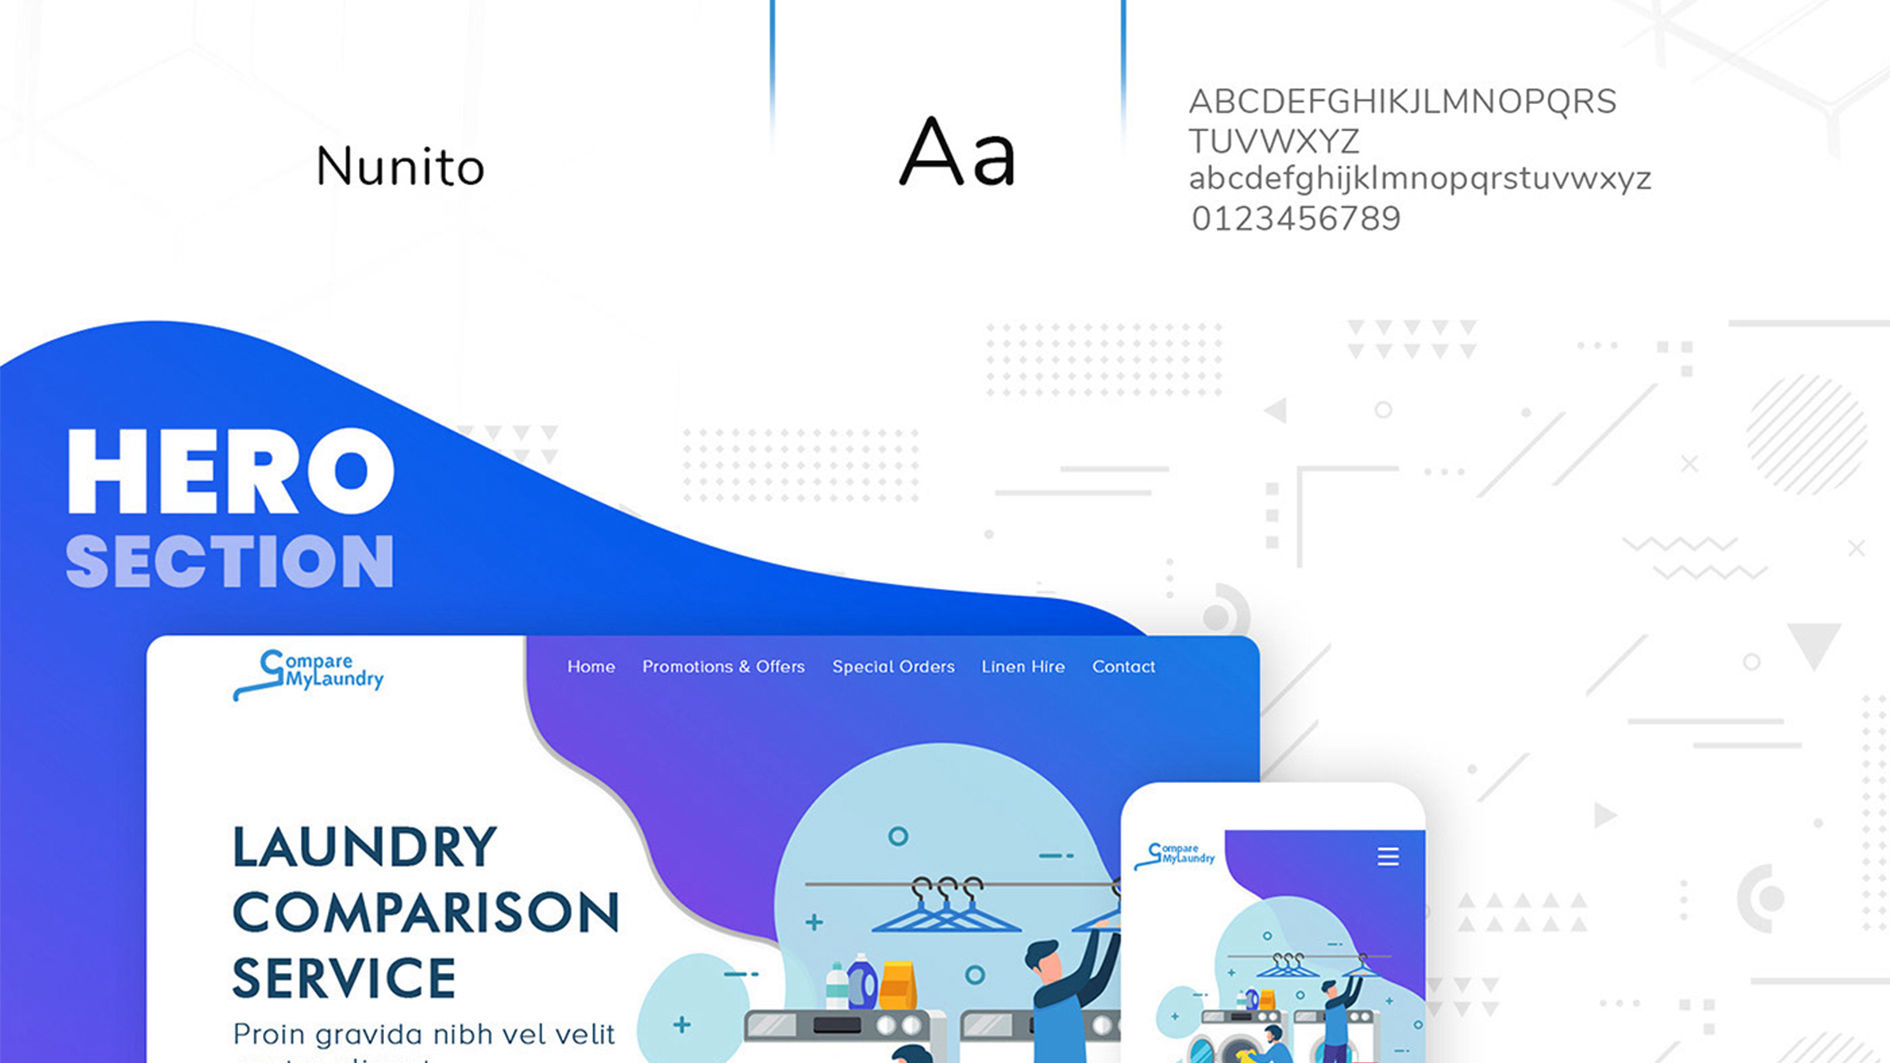 Nunito
Aa
ABCDEFGHIKJLMNOPQRS
TUVWXYZ
abcdefghijklmnopqrstuvwxyz
0123456789
HERO
SECTION
Compare
MyLaundry
Home Promotions & Offers Special Orders Linen Hire Contact
LAUNDRY
COMPARISON
SERVICE
Proin gravida nibh vel velit
Compare
MyLaundry